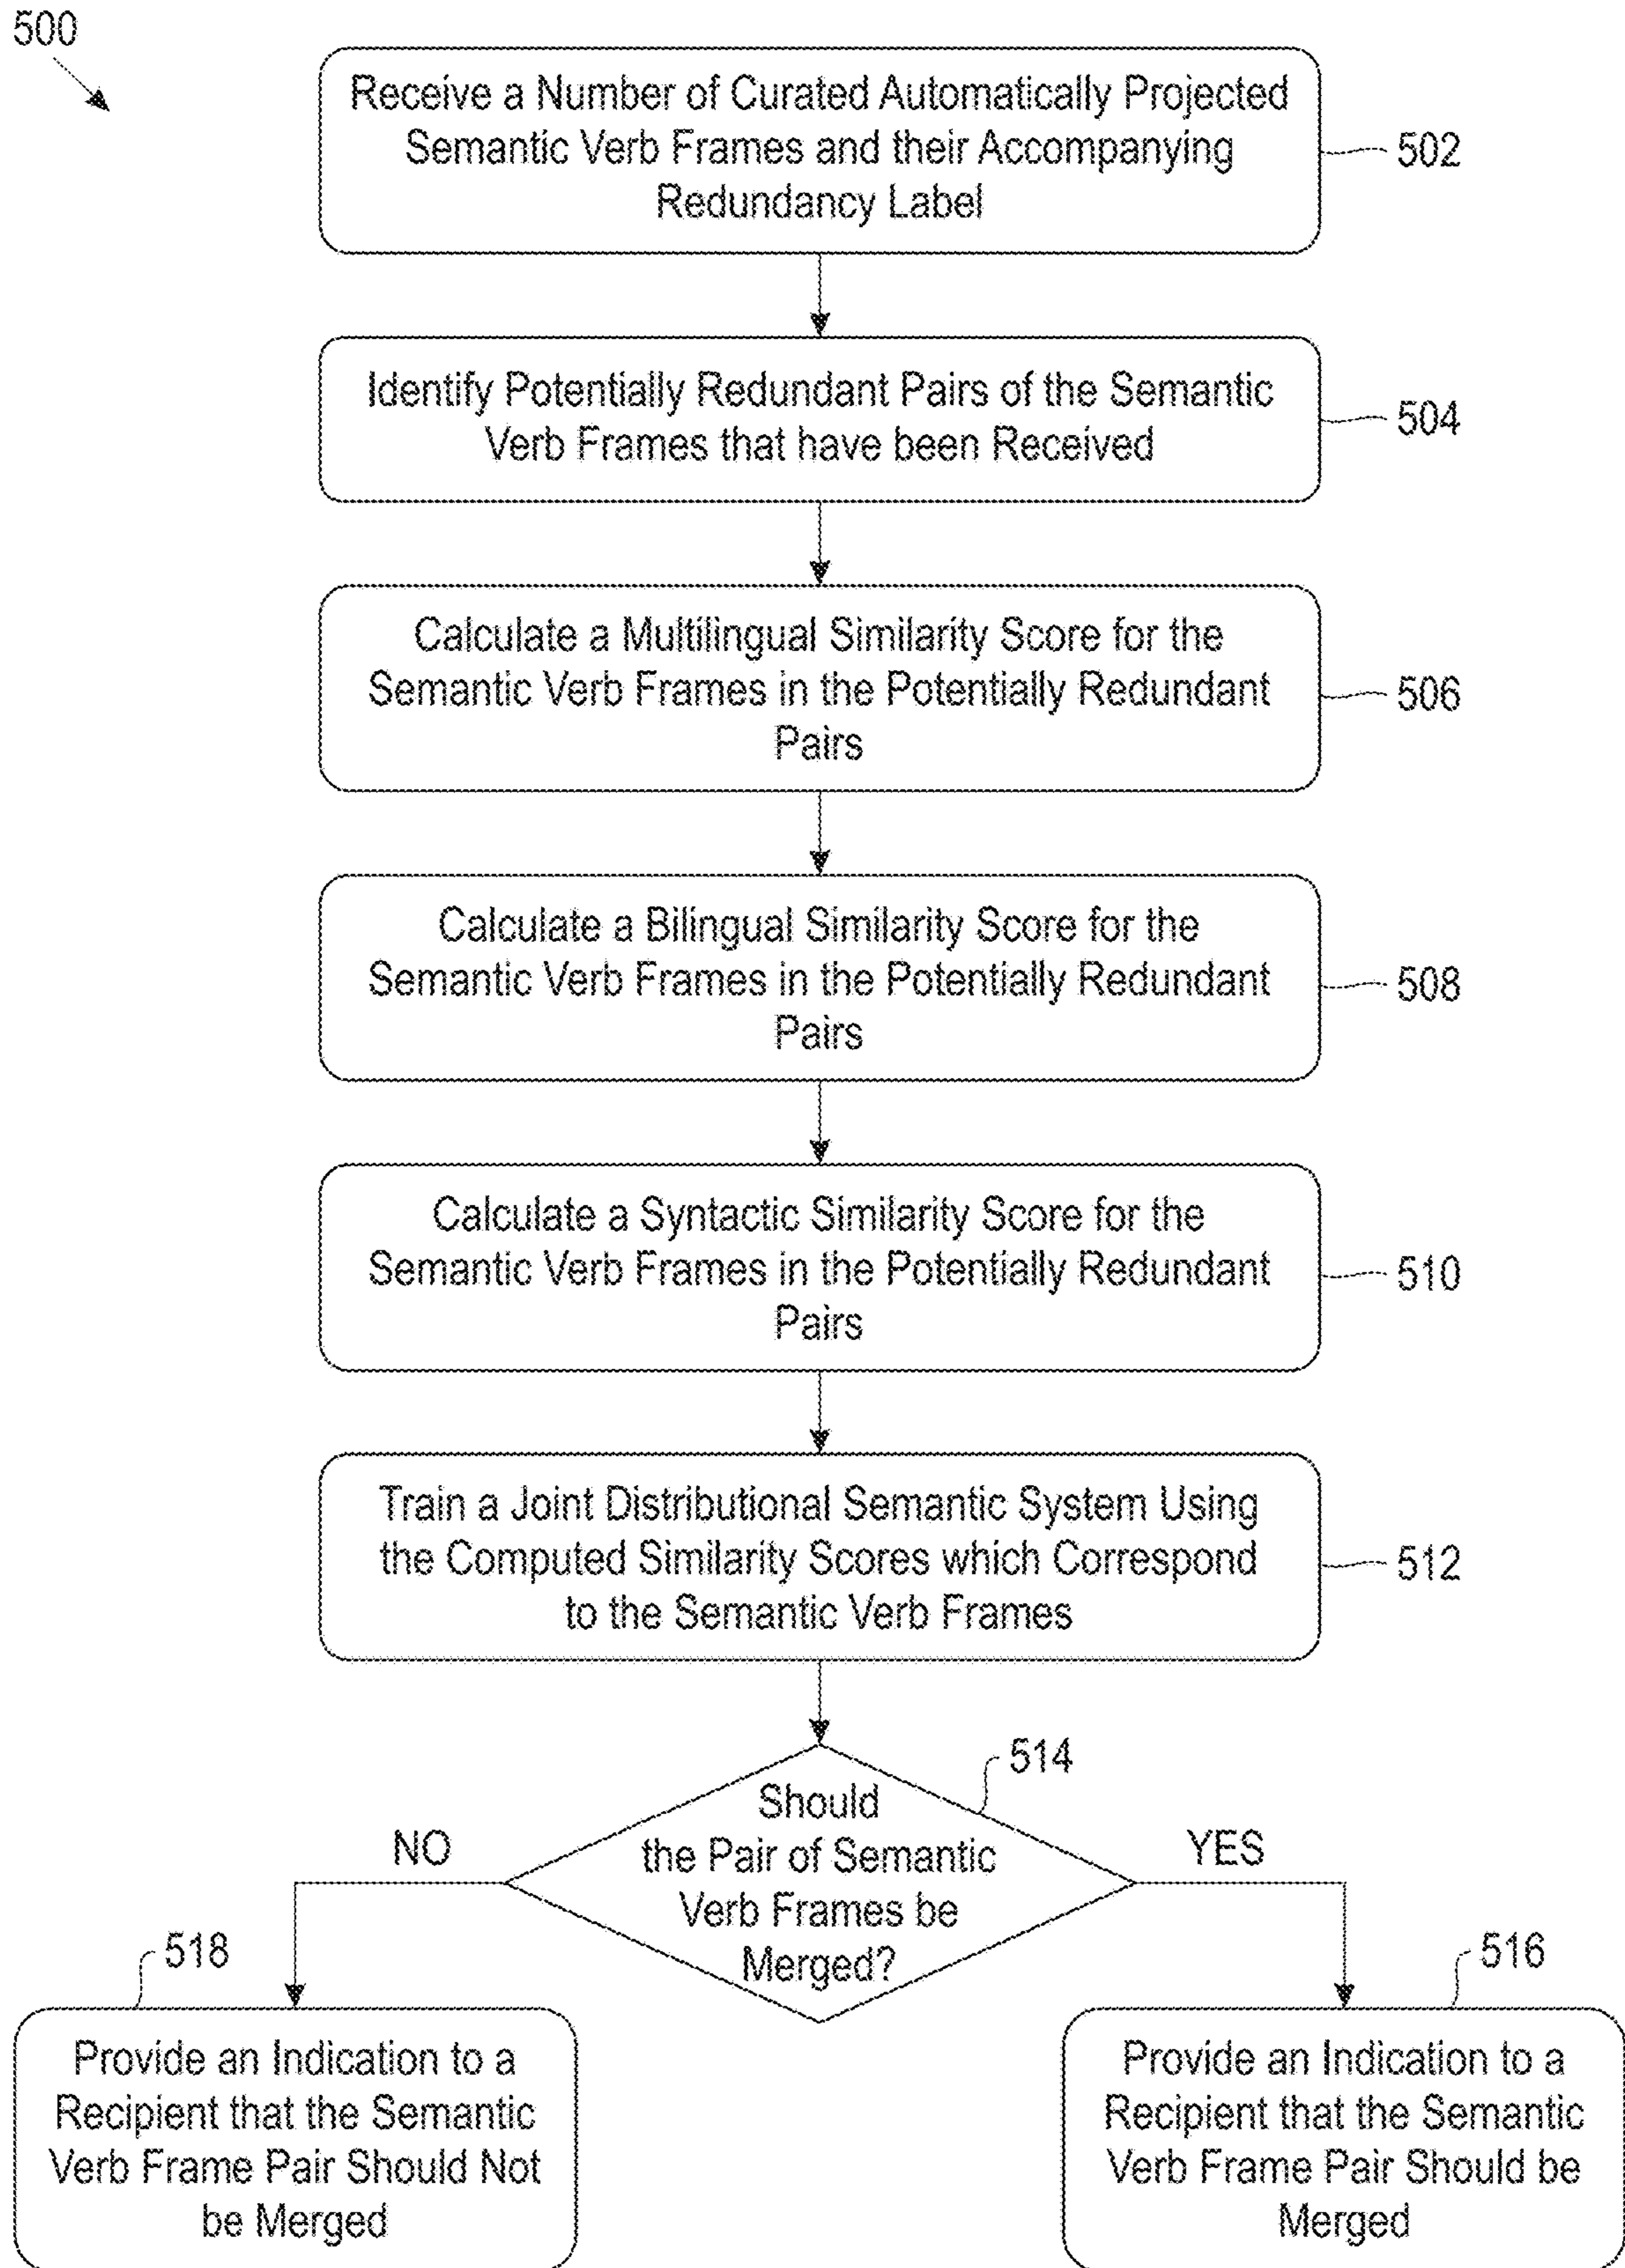 500
Receive a Number of Curated Automatically Projected
Semantic Verb Frames and their Accompanying
Redundancy Label
502
Identify Potentially Redundant Pairs of the Semantic
Verb Frames that have been Received
504
Calculate a Multilingual Similarity Score for the
Semantic Verb Frames in the Potentially Redundant
Pairs
506
Calculate a Bilingual Similarity Score for the
Semantic Verb Frames in the Potentially Redundant
Pairs
508
Calculate a Syntactic Similarity Score for the
Semantic Verb Frames in the Potentially Redundant
Pairs
510
Train a Joint Distributional Semantic System Using
the Computed Similarity Scores which Correspond
to the Semantic Verb Frames
512
514
Should
the Pair of Semantic
Verb Frames be
Merged?
NO
YES
518
Provide an Indication to a
Recipient that the Semantic
Verb Frame Pair Should Not
be Merged
516
Provide an Indication to a
Recipient that the Semantic
Verb Frame Pair Should be
Merged